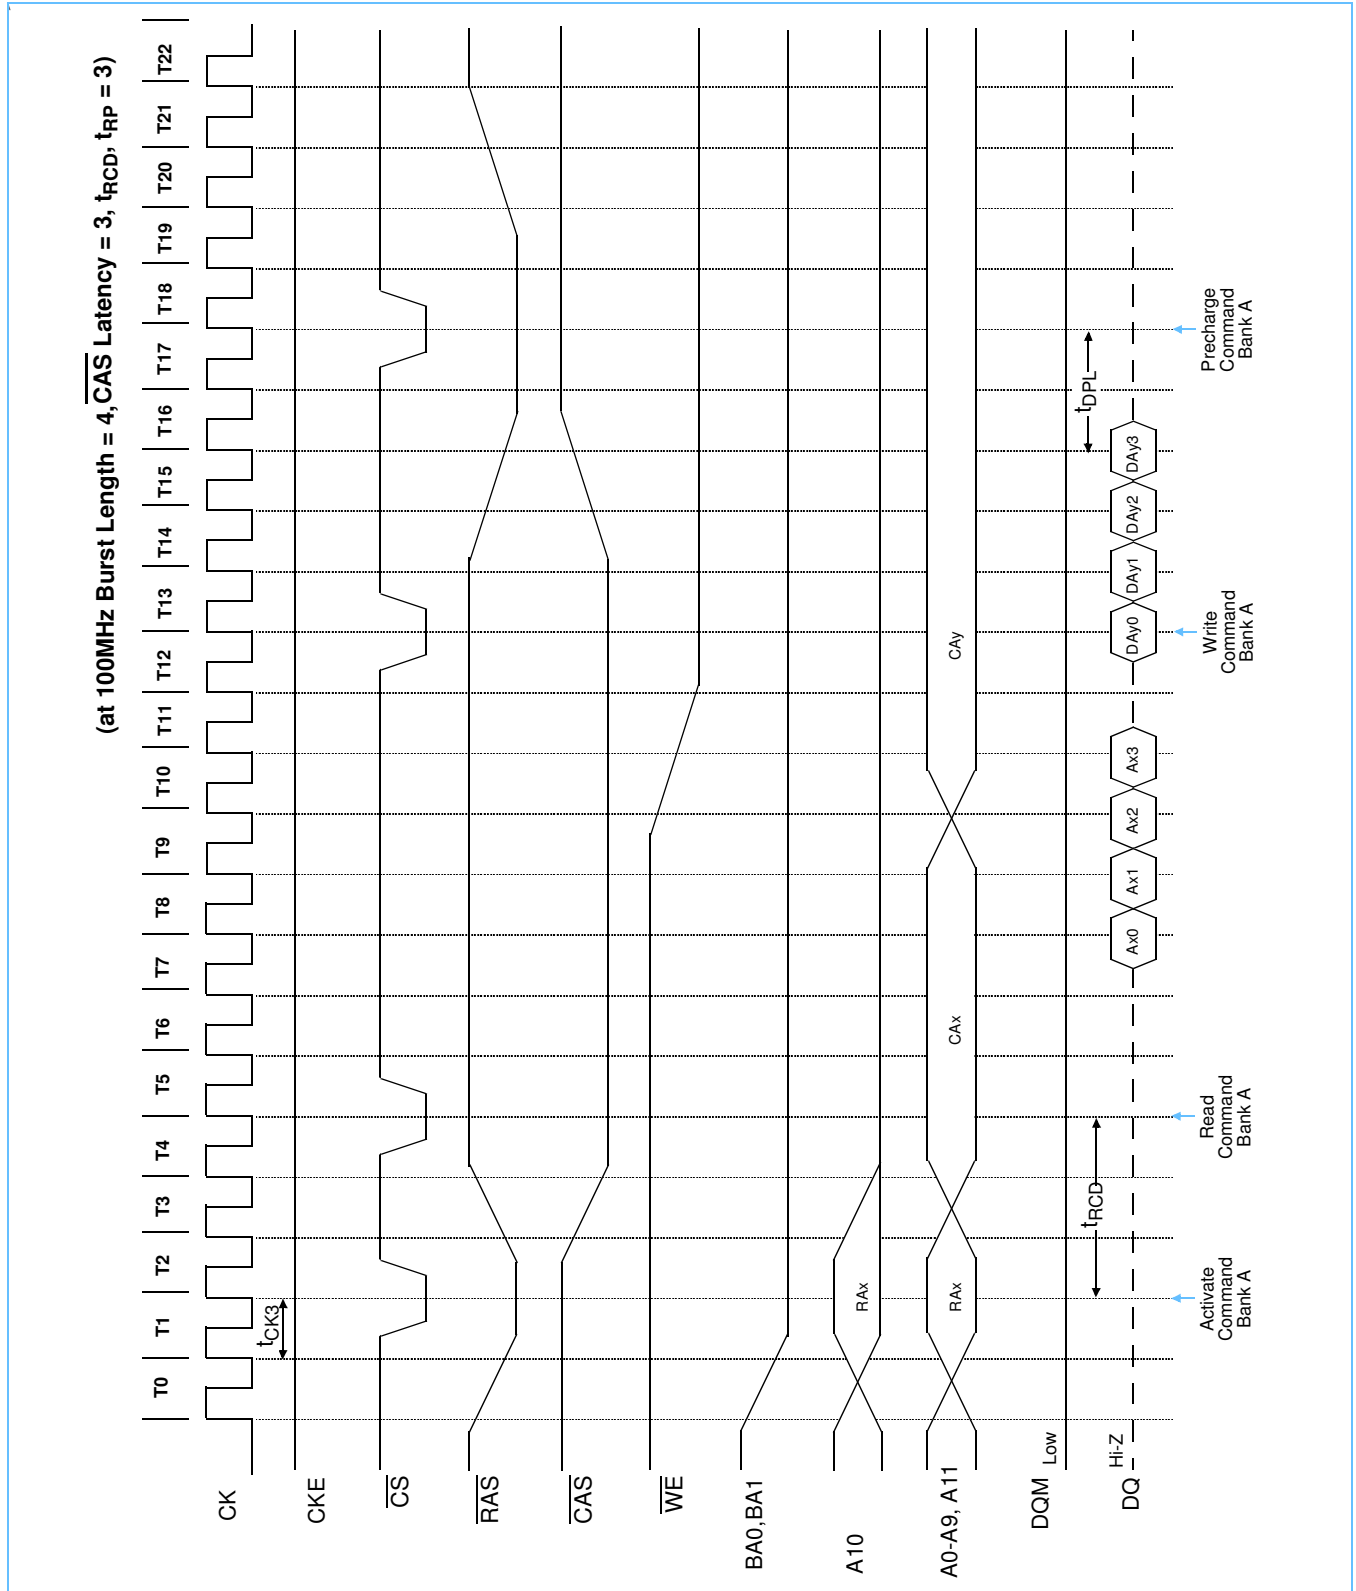 (at 100MHz Burst Length = 4, CAS Latency = 3, tRCD, tRP = 3)
T0 T1 T2 T3 T4 T5 T6 T7 T8 T9 T10 T11 T12 T13 T14 T15 T16 T17 T18 T19 T20 T21 T22
CK
tCK3
CKE
CS
RAS
CAS
WE
BA0,BA1
A10
RAx
A0-A9, A11
RAx CAx CAy
DQM
Low
tRCD
tDPL
DQ
Hi-Z
Ax0 Ax1 Ax2 Ax3 DAy0 DAy1 DAy2 DAy3
Activate
Command
Bank A
Read
Command
Bank A
Write
Command
Bank A
Precharge
Command
Bank A